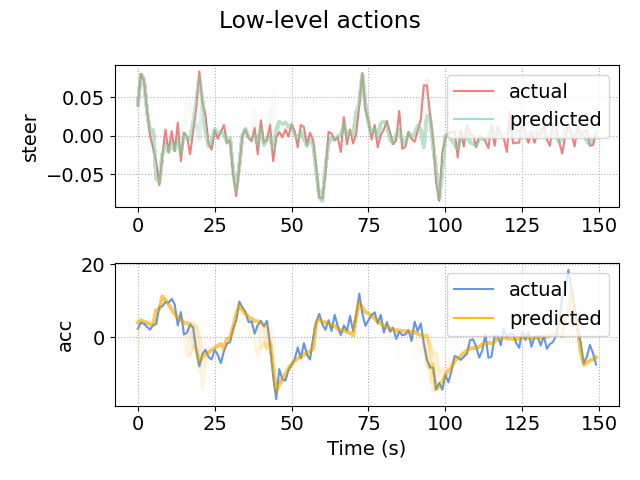 Low-level actions
steer
0.05
0.00
−0.05
actual
predicted
0 25 50 75 100 125 150
acc
20
0
actual
predicted
0 25 50 75 100 125 150
Time (s)